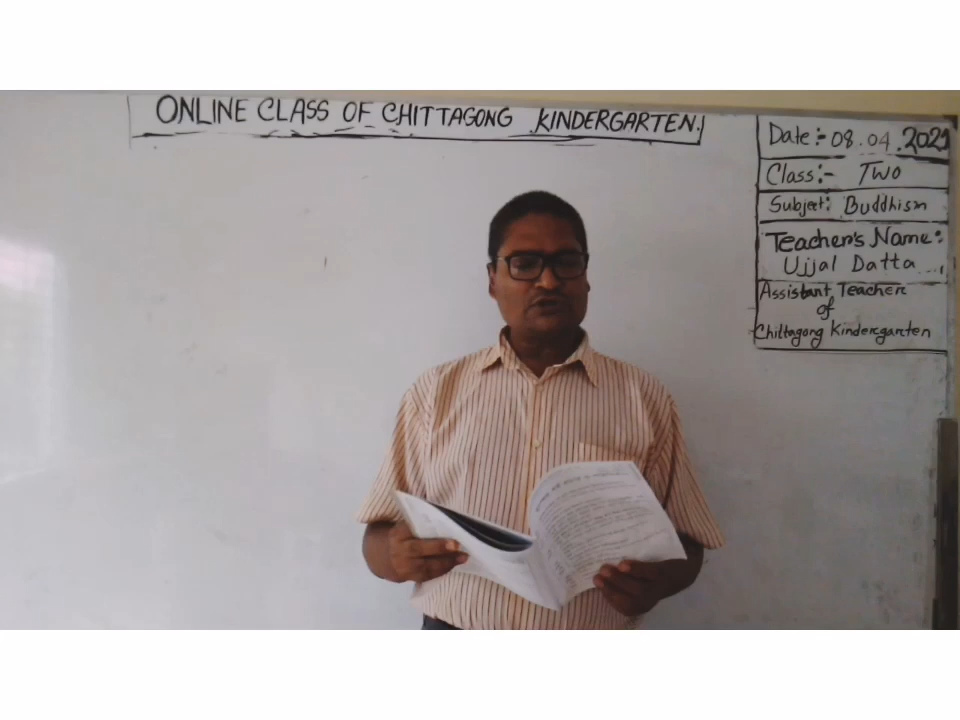 ONLINE CLASS OF CHITTAGONG KINDERGARTEN.
Date:- 08.04.2021
Class:- Two
Subject: Buddhism
Teacher's Name:
Ujjal Datta
Assistant Teacher
of
Chittagong Kindergarten